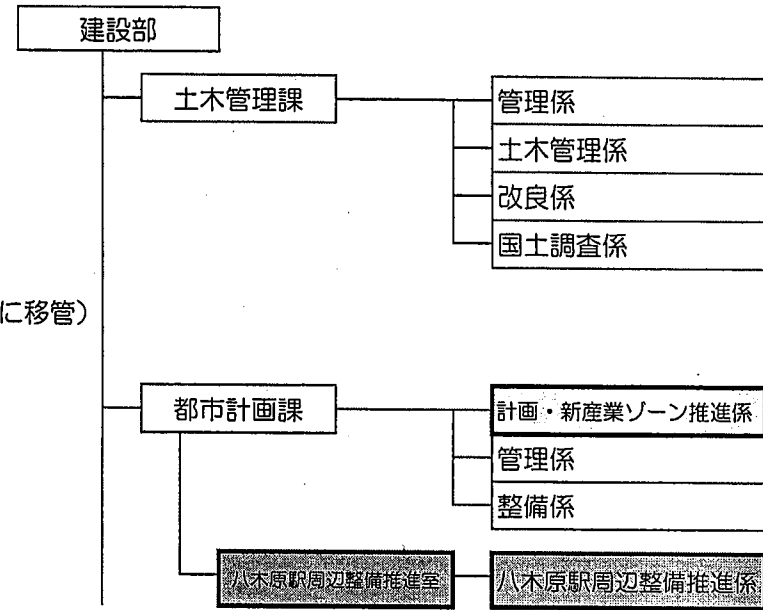 建設部
土木管理課
管理係
土木管理係
改良係
国土調査係
に移管）
都市計画課
計画・新産業ゾーン推進係
管理係
整備係
八木原駅周辺整備推進室
八木原駅周辺整備推進係